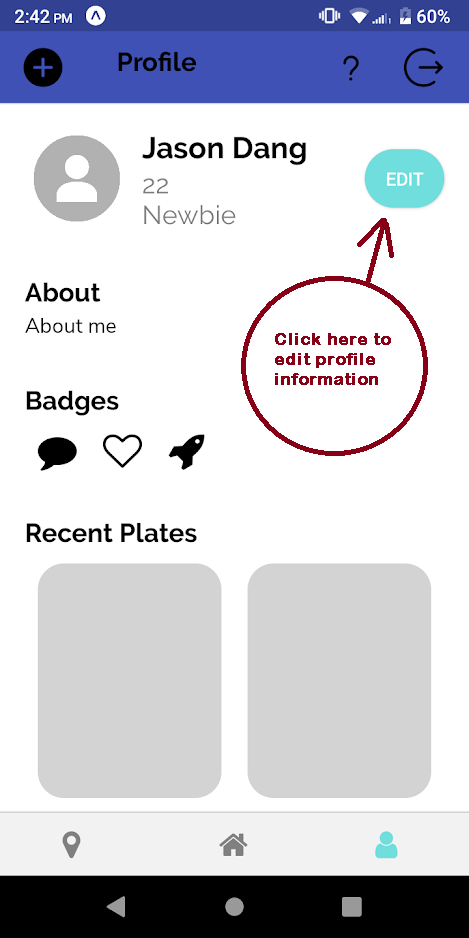 2:42 PM 60%
Profile
?
Jason Dang
22
Newbie
EDIT
About
About me
Click here to
edit profile
information
Badges
Recent Plates